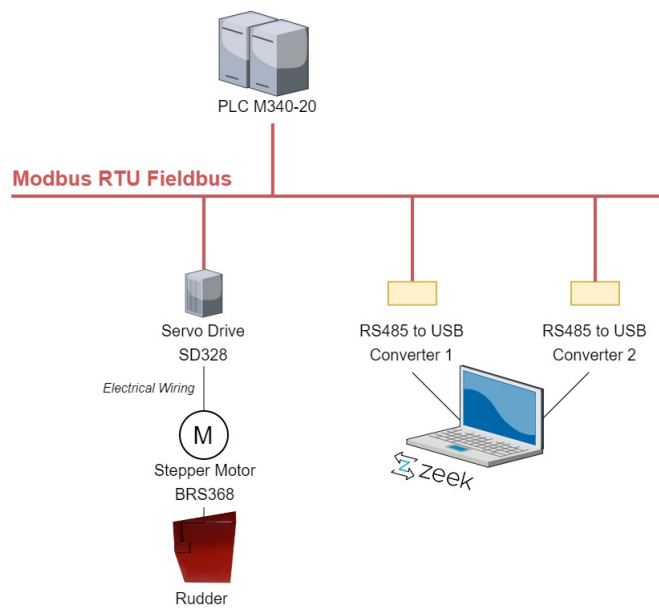 PLC M340-20
Modbus RTU Fieldbus
Servo Drive
SD328
RS485 to USB
Converter 1
RS485 to USB
Converter 2
Electrical Wiring
M
Stepper Motor
BRS368
z zeek
Rudder